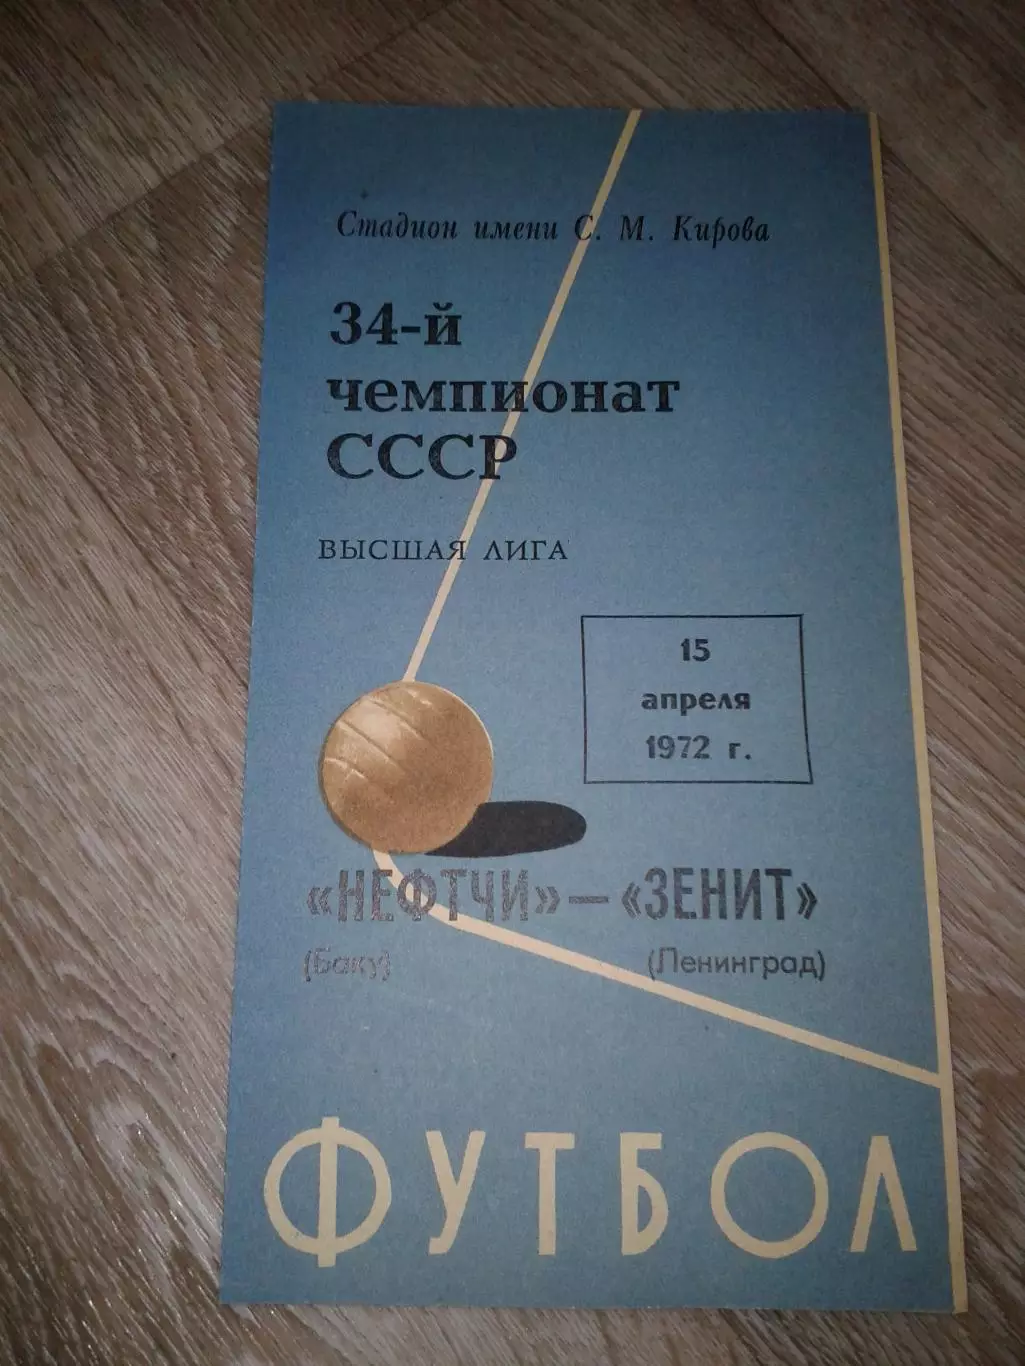 Стадион имени С. М. Кирова
34-й
чемпионат
СССР
ВЫСШАЯ ЛИГА
15
апреля
1972 г.
«НЕФТЧИ» — «ЗЕНИТ»
(Баку) (Ленинград)
ФУТБОЛ